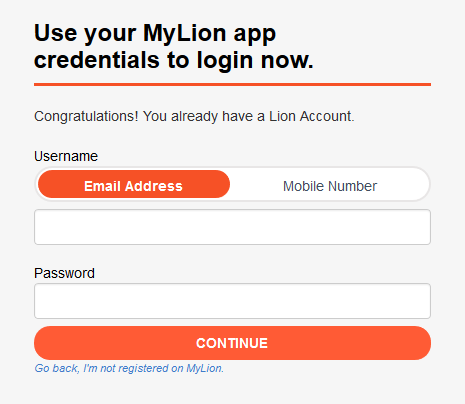 Use your MyLion app
credentials to login now.
Congratulations! You already have a Lion Account.
Username
Email Address
Mobile Number
Password
CONTINUE
Go back, I'm not registered on MyLion.